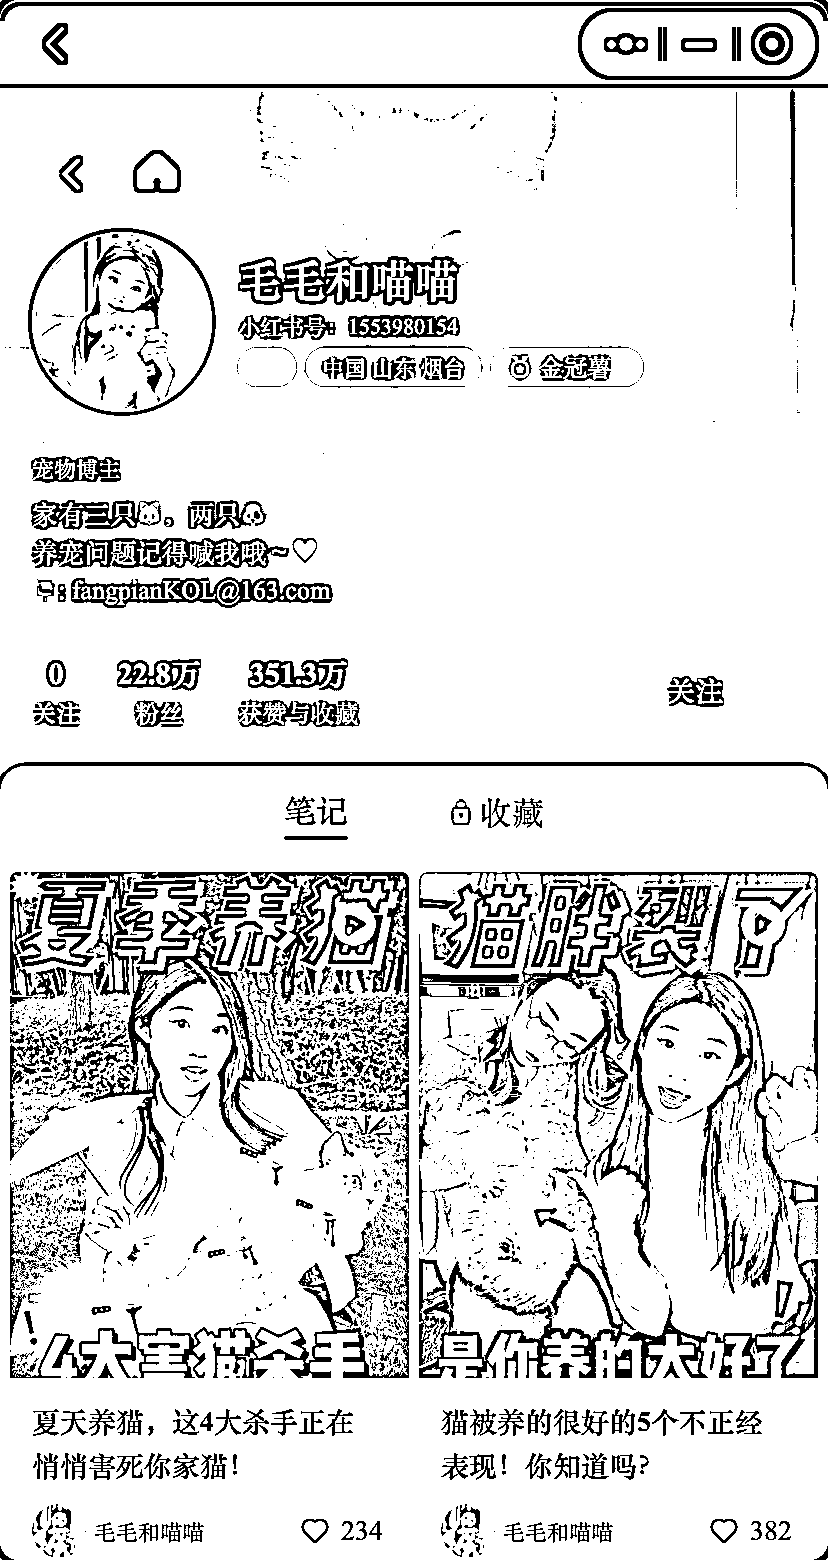 毛毛和喵喵
小红书号：1553980154
中国 山东 烟台
金冠薯
宠物博主
家有三只🐱。两只🐶
养宠问题记得喊我哦~♡
: fangpianKOL@163.com
0 22.8万 351.3万
关注 粉丝 获赞与收藏
关注
笔记 收藏
夏季养猫
4大害猫杀手
夏天养猫，这4大杀手正在
悄悄害死你家猫！
毛毛和喵喵 234
猫胖裂了
是你养的太好了
猫被养的很好的5个不正经
表现！你知道吗?
毛毛和喵喵 382